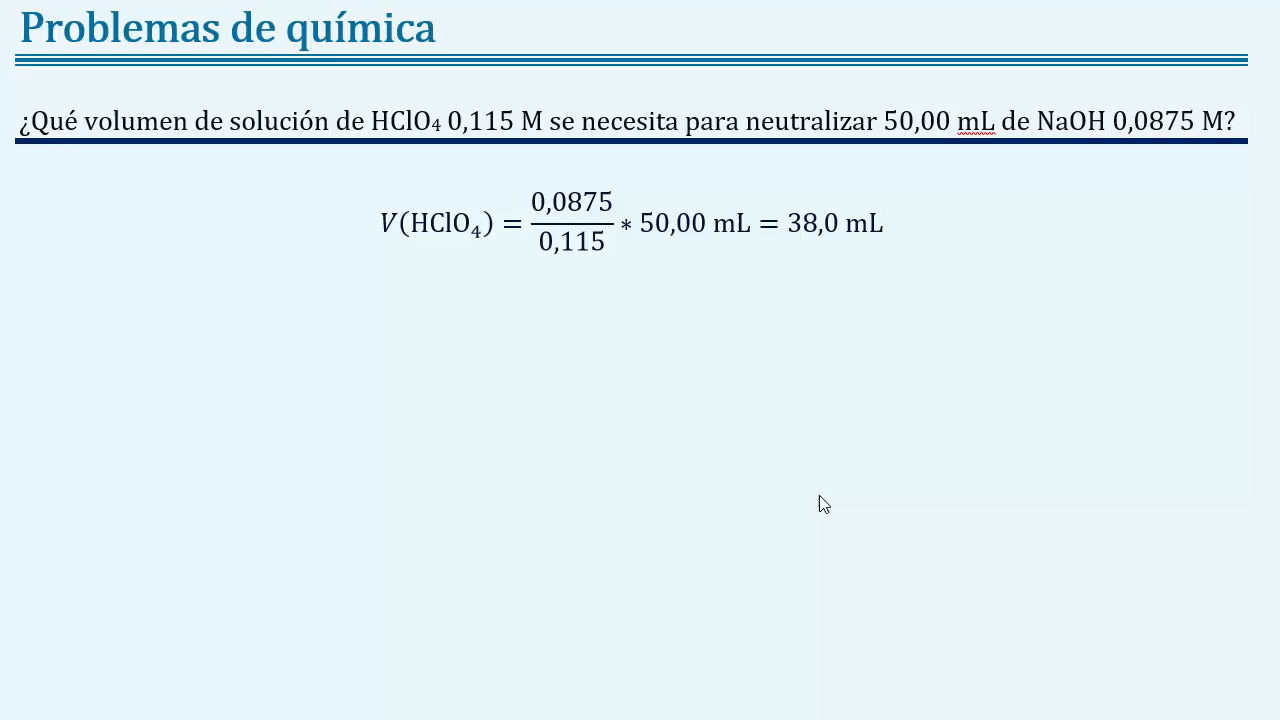 Problemas de química
¿Qué volumen de solución de HClO₄ 0,115 M se necesita para neutralizar 50,00 mL de NaOH 0,0875 M?
V(HClO₄) = 0,0875/0,115 ∗ 50,00 mL = 38,0 mL